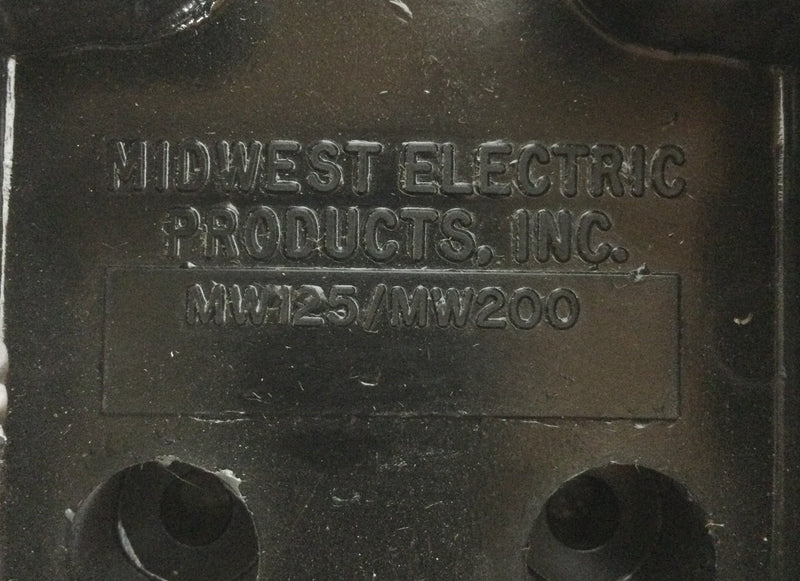 MIDWEST ELECTRIC
PRODUCTS, INC.
MW125/MW200